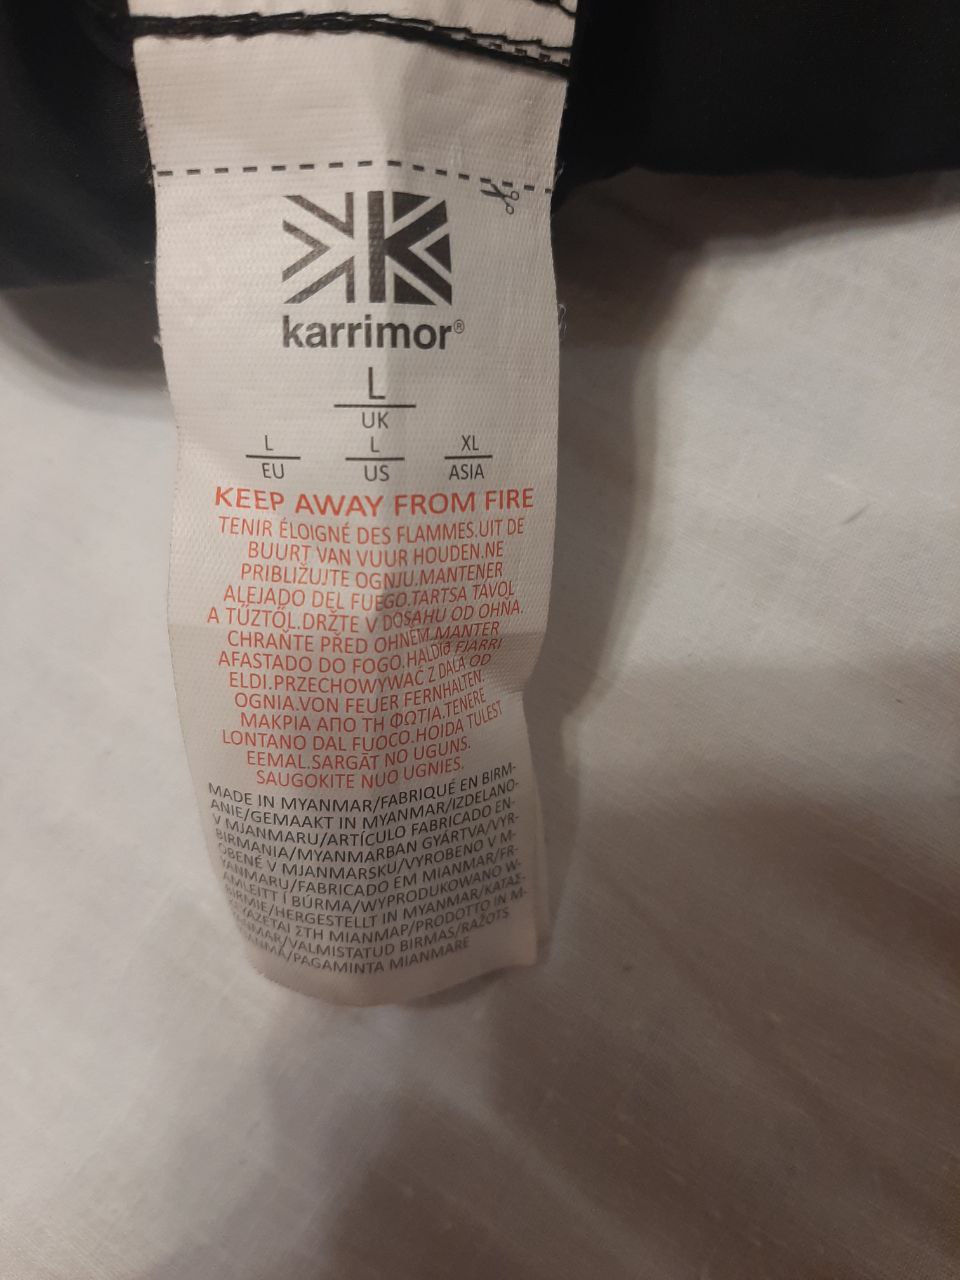 karrimor®
L
UK
L
EU
L
US
XL
ASIA
KEEP AWAY FROM FIRE
TENIR ÉLOIGNÉ DES FLAMMES.UIT DE
BUURT VAN VUUR HOUDEN.NE
PRIBLIŽUJTE OGNJU.MANTENER
ALEJADO DEL FUEGO.TARTSA TÁVOL
A TŰZTŐL.DRŽTE V DOSAHU OD OHŇA.
CHRAŇTE PŘED OHNĚM.MANTER
AFASTADO DO FOGO.HALDIÐ FJARRI
ELDI.PRZECHOWYWAĆ Z DALA OD
OGNIA.VON FEUER FERNHALTEN.
ΜΑΚΡΙΑ ΑΠΟ ΤΗ ΦΩΤΙΑ.TENERE
LONTANO DAL FUOCO.HOIDA TULEST
EEMAL.SARGĀT NO UGUNS.
SAUGOKITE NUO UGNIES.
MADE IN MYANMAR/FABRIQUÉ EN BIRM-
ANIE/GEMAAKT IN MYANMAR/IZDELANO-
V MJANMARU/ARTÍCULO FABRICADO EN-
BIRMANIA/MYANMARBAN GYÁRTVA/VYR-
OBENÉ V MJANMARSKU/VYROBENO V M-
YANMARU/FABRICADO EM MIANMAR/FR-
AMLEITT Í BÚRMA/WYPRODUKOWANO W-
BIRMIE/HERGESTELLT IN MYANMAR/ΚΑΤΑΣ-
ΣΤΗ ΜΙΑΝΜΑΡ/PRODOTTO IN M-
/VALMISTATUD BIRMAS/RAŽOTS
/PAGAMINTA MIANMARE